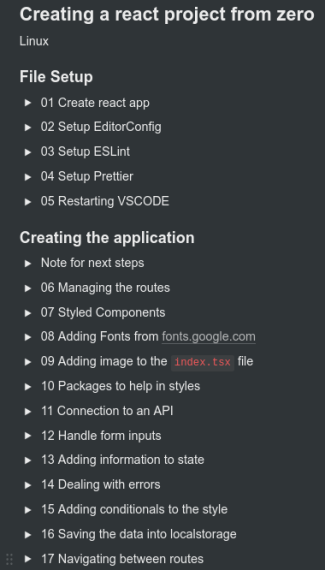 Creating a react project from zero
Linux
File Setup
01 Create react app
02 Setup EditorConfig
03 Setup ESLint
04 Setup Prettier
05 Restarting VSCODE
Creating the application
Note for next steps
06 Managing the routes
07 Styled Components
08 Adding Fonts from fonts.google.com
09 Adding image to the index.tsx file
10 Packages to help in styles
11 Connection to an API
12 Handle form inputs
13 Adding information to state
14 Dealing with errors
15 Adding conditionals to the style
16 Saving the data into localstorage
17 Navigating between routes